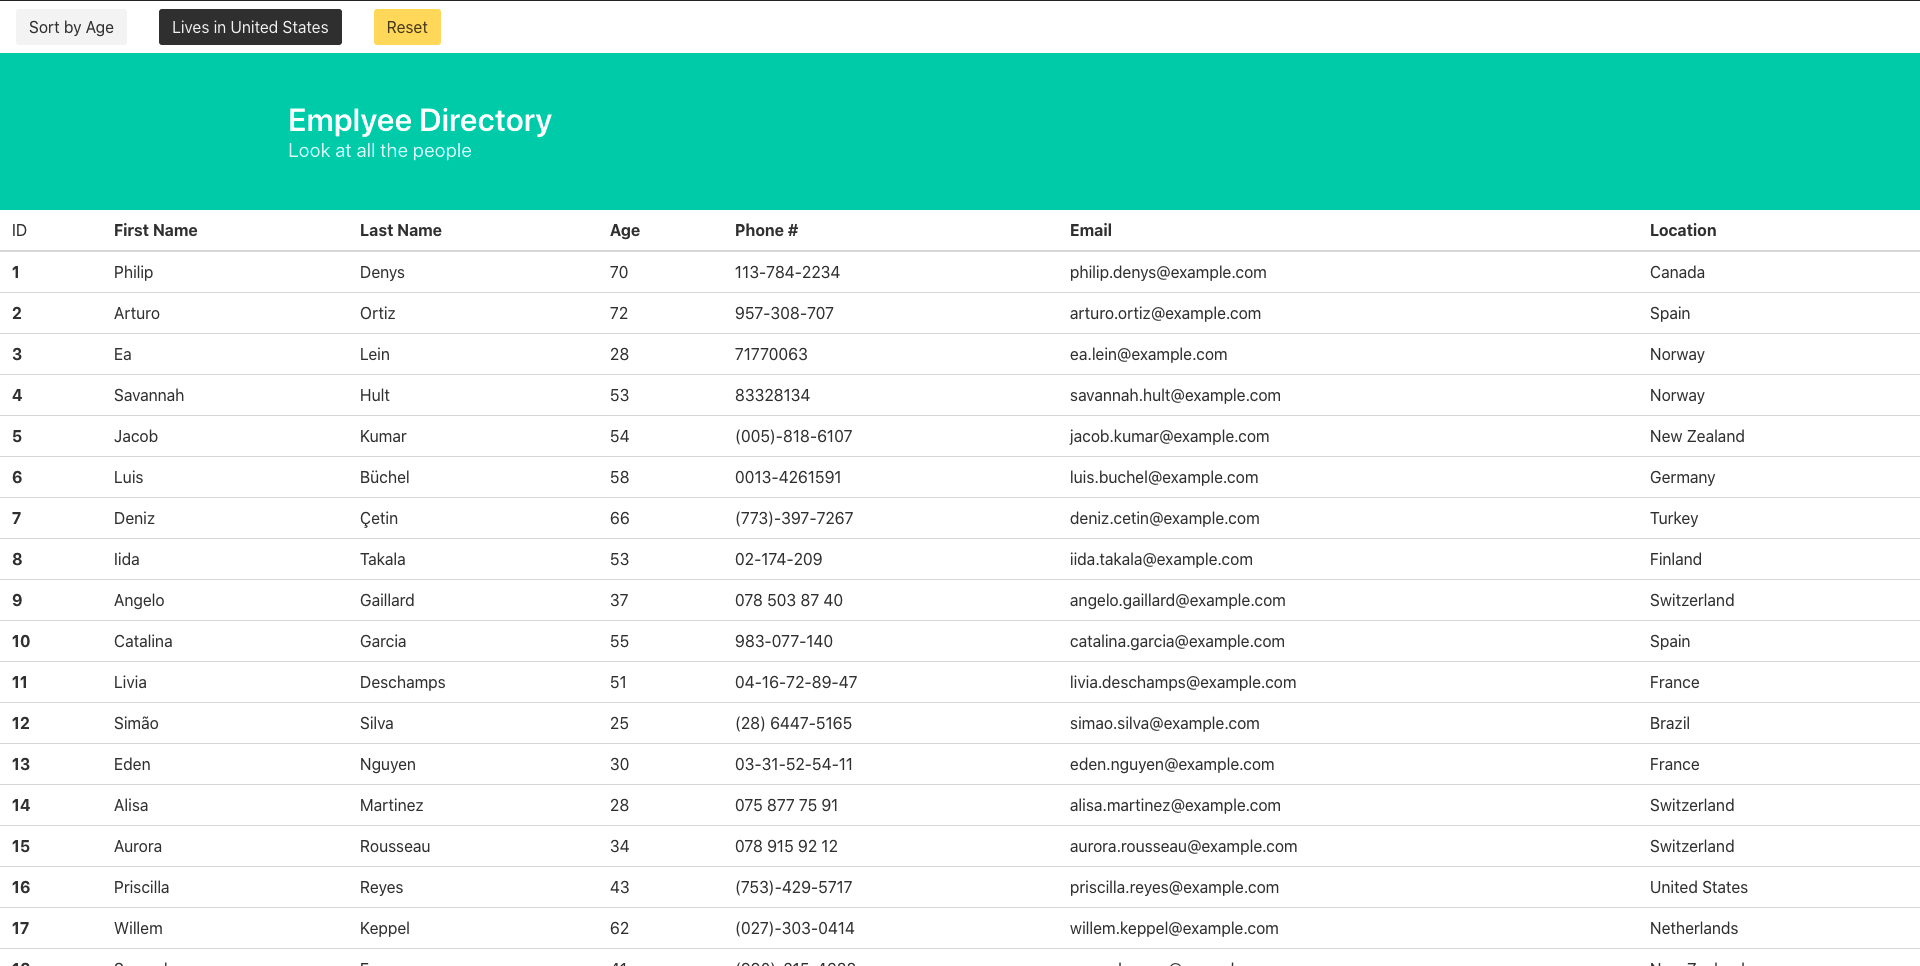 Sort by Age Lives in United States Reset
Emplyee Directory
Look at all the people
ID First Name Last Name Age Phone # Email Location
1 Philip Denys 70 113-784-2234 philip.denys@example.com Canada
2 Arturo Ortiz 72 957-308-707 arturo.ortiz@example.com Spain
3 Ea Lein 28 71770063 ea.lein@example.com Norway
4 Savannah Hult 53 83328134 savannah.hult@example.com Norway
5 Jacob Kumar 54 (005)-818-6107 jacob.kumar@example.com New Zealand
6 Luis Büchel 58 0013-4261591 luis.buchel@example.com Germany
7 Deniz Çetin 66 (773)-397-7267 deniz.cetin@example.com Turkey
8 Iida Takala 53 02-174-209 iida.takala@example.com Finland
9 Angelo Gaillard 37 078 503 87 40 angelo.gaillard@example.com Switzerland
10 Catalina Garcia 55 983-077-140 catalina.garcia@example.com Spain
11 Livia Deschamps 51 04-16-72-89-47 livia.deschamps@example.com France
12 Simão Silva 25 (28) 6447-5165 simao.silva@example.com Brazil
13 Eden Nguyen 30 03-31-52-54-11 eden.nguyen@example.com France
14 Alisa Martinez 28 075 877 75 91 alisa.martinez@example.com Switzerland
15 Aurora Rousseau 34 078 915 92 12 aurora.rousseau@example.com Switzerland
16 Priscilla Reyes 43 (753)-429-5717 priscilla.reyes@example.com United States
17 Willem Keppel 62 (027)-303-0414 willem.keppel@example.com Netherlands